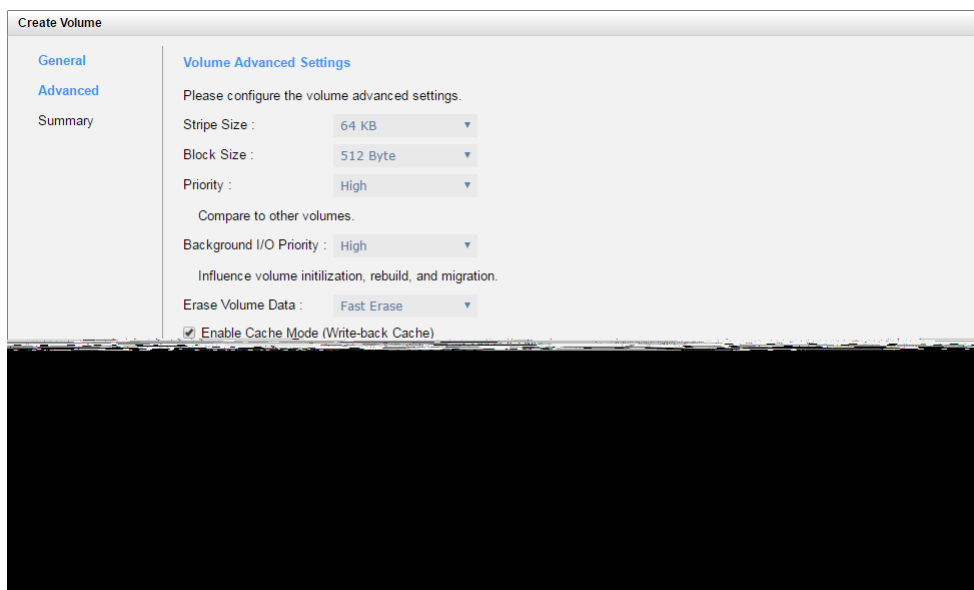 Create Volume
General
Advanced
Summary
Volume Advanced Settings
Please configure the volume advanced settings.
Stripe Size : 64 KB
Block Size : 512 Byte
Priority : High
Compare to other volumes.
Background I/O Priority : High
Influence volume initilization, rebuild, and migration.
Erase Volume Data : Fast Erase
Enable Cache Mode (Write-back Cache)